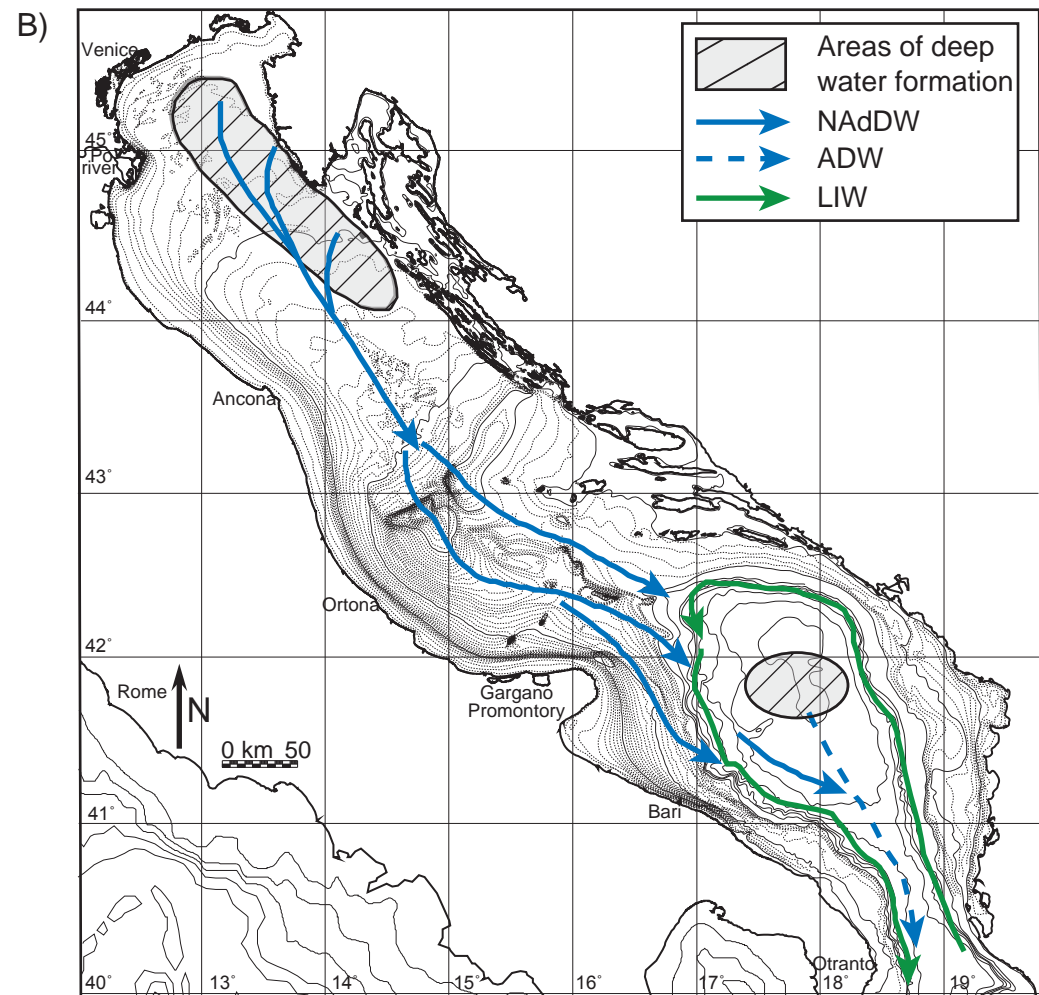 B)
Venice
Areas of deep
water formation
NAdDW
ADW
LIW
45°
Po
river
44°
Ancona
43°
Ortona
42°
Rome
N
Gargano
Promontory
0 km 50
Bari
41°
Otranto
40° 13° 14° 15° 16° 17° 18° 19°